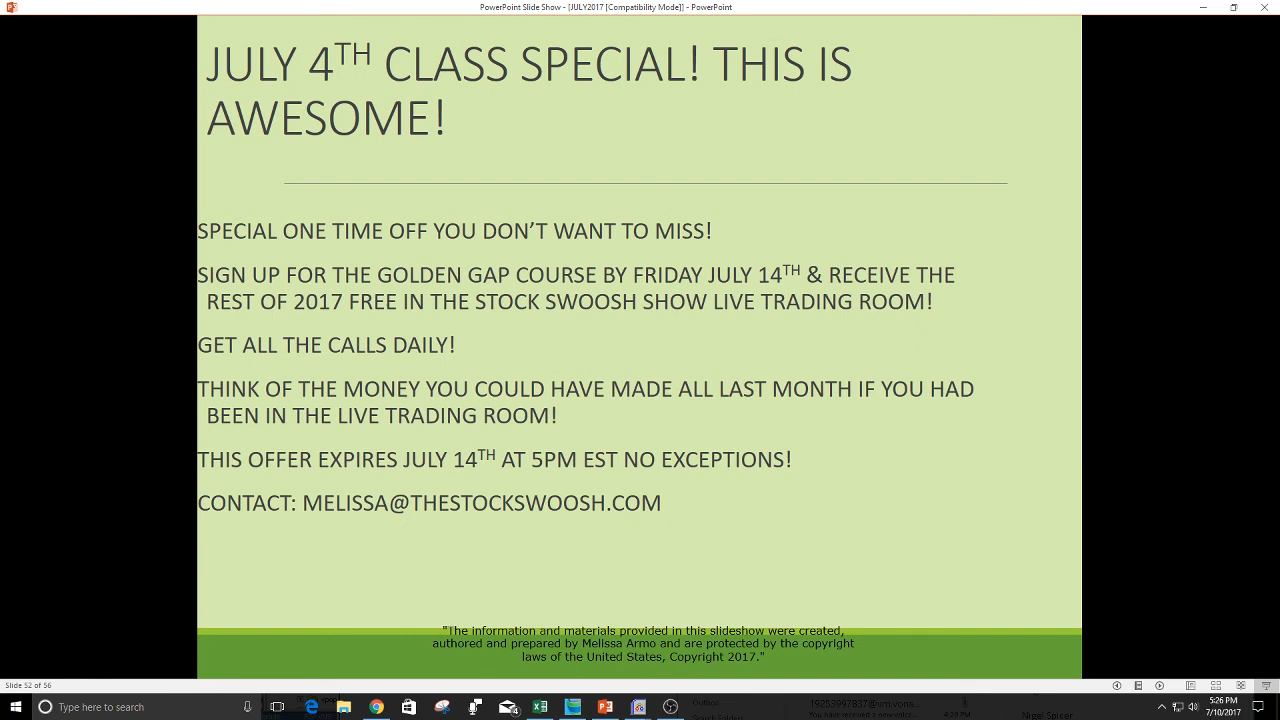 PowerPoint Slide Show - [JULY2017 [Compatibility Mode]] - PowerPoint
JULY 4TH CLASS SPECIAL! THIS IS
AWESOME!
SPECIAL ONE TIME OFF YOU DON'T WANT TO MISS!
SIGN UP FOR THE GOLDEN GAP COURSE BY FRIDAY JULY 14TH & RECEIVE THE
REST OF 2017 FREE IN THE STOCK SWOOSH SHOW LIVE TRADING ROOM!
GET ALL THE CALLS DAILY!
THINK OF THE MONEY YOU COULD HAVE MADE ALL LAST MONTH IF YOU HAD
BEEN IN THE LIVE TRADING ROOM!
THIS OFFER EXPIRES JULY 14TH AT 5PM EST NO EXCEPTIONS!
CONTACT: MELISSA@THESTOCKSWOOSH.COM
"The information and materials provided in this slideshow were created,
authored and prepared by Melissa Armo and are protected by the copyright
laws of the United States, Copyright 2017."
Slide 52 of 56
Type here to search
4
5:26 PM
7/10/2017